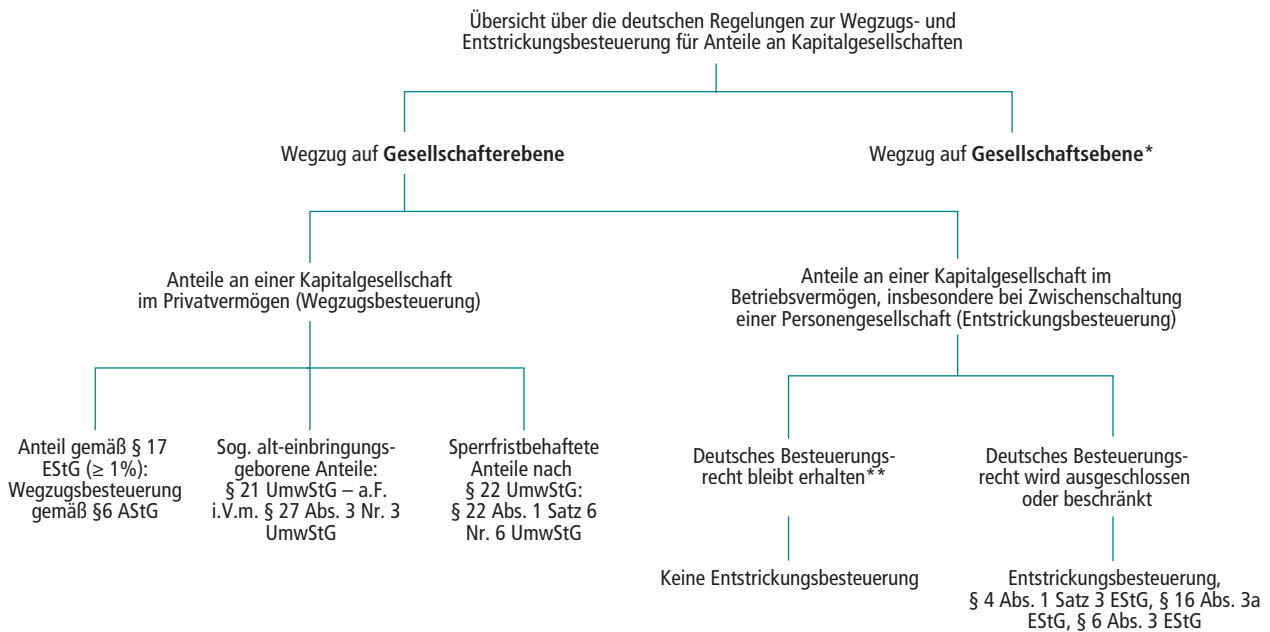 Übersicht über die deutschen Regelungen zur Wegzugs- und
Entstrickungsbesteuerung für Anteile an Kapitalgesellschaften
Wegzug auf Gesellschafterebene
Wegzug auf Gesellschaftsebene*
Anteile an einer Kapitalgesellschaft
im Privatvermögen (Wegzugsbesteuerung)
Anteile an einer Kapitalgesellschaft im
Betriebsvermögen, insbesondere bei Zwischenschaltung
einer Personengesellschaft (Entstrickungsbesteuerung)
Anteil gemäß § 17
EStG (≥ 1%):
Wegzugsbesteuerung
gemäß §6 AStG
Sog. alt-einbringungs-
geborene Anteile:
§ 21 UmwStG – a.F.
i.V.m. § 27 Abs. 3 Nr. 3
UmwStG
Sperrfristbehaftete
Anteile nach
§ 22 UmwStG:
§ 22 Abs. 1 Satz 6
Nr. 6 UmwStG
Deutsches Besteuerungs-
recht bleibt erhalten**
Deutsches Besteuerungs-
recht wird ausgeschlossen
oder beschränkt
Keine Entstrickungsbesteuerung
Entstrickungsbesteuerung,
§ 4 Abs. 1 Satz 3 EStG, § 16 Abs. 3a
EStG, § 6 Abs. 3 EStG